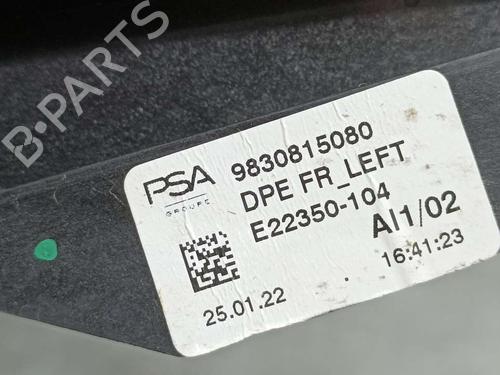 B-PARTS
PSA
GROUPE
9830815080
DPE FR_LEFT
E22350-104
AI1/02
25.01.22
16:41:23